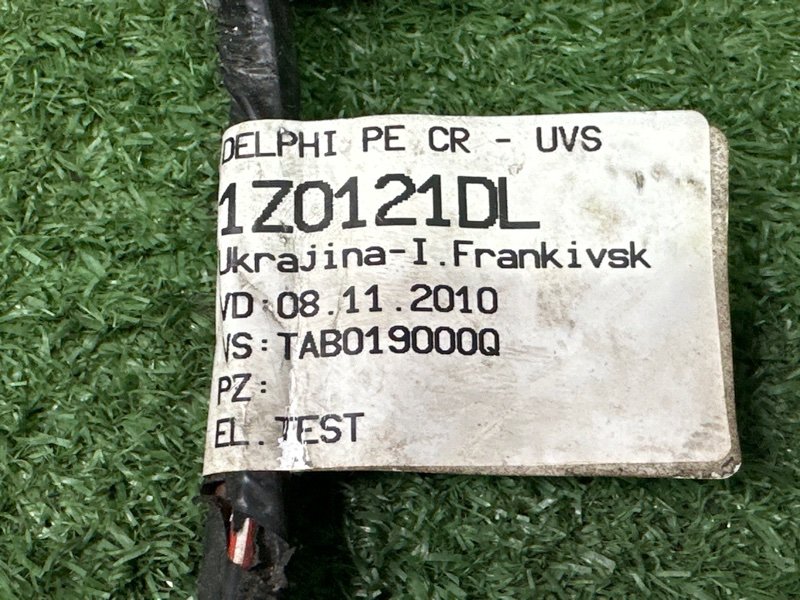 DELPHI PE CR - UVS
1Z0121DL
Ukrajina-I.Frankivsk
VD:08.11.2010
VS:TAB019000Q
PZ:
EL.TEST